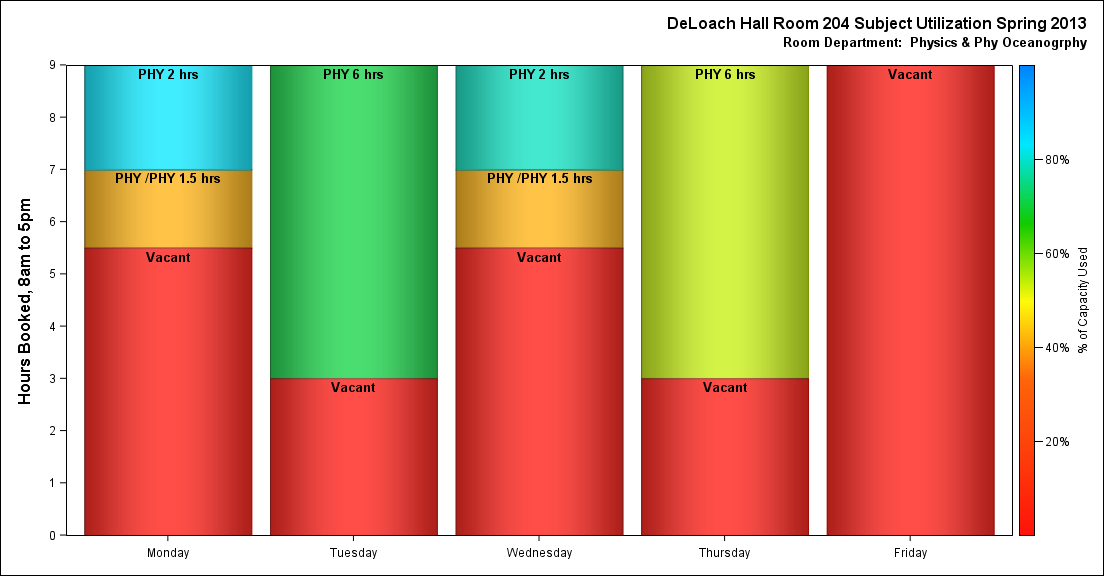 DeLoach Hall Room 204 Subject Utilization Spring 2013
Room Department:  Physics & Phy Oceanogrphy
Hours Booked, 8am to 5pm
9
8
7
6
5
4
3
2
1
0
PHY 2 hrs
PHY /PHY 1.5 hrs
Vacant
PHY 6 hrs
Vacant
PHY 2 hrs
PHY /PHY 1.5 hrs
Vacant
PHY 6 hrs
Vacant
Vacant
Monday
Tuesday
Wednesday
Thursday
Friday
80%
60%
40%
20%
% of Capacity Used